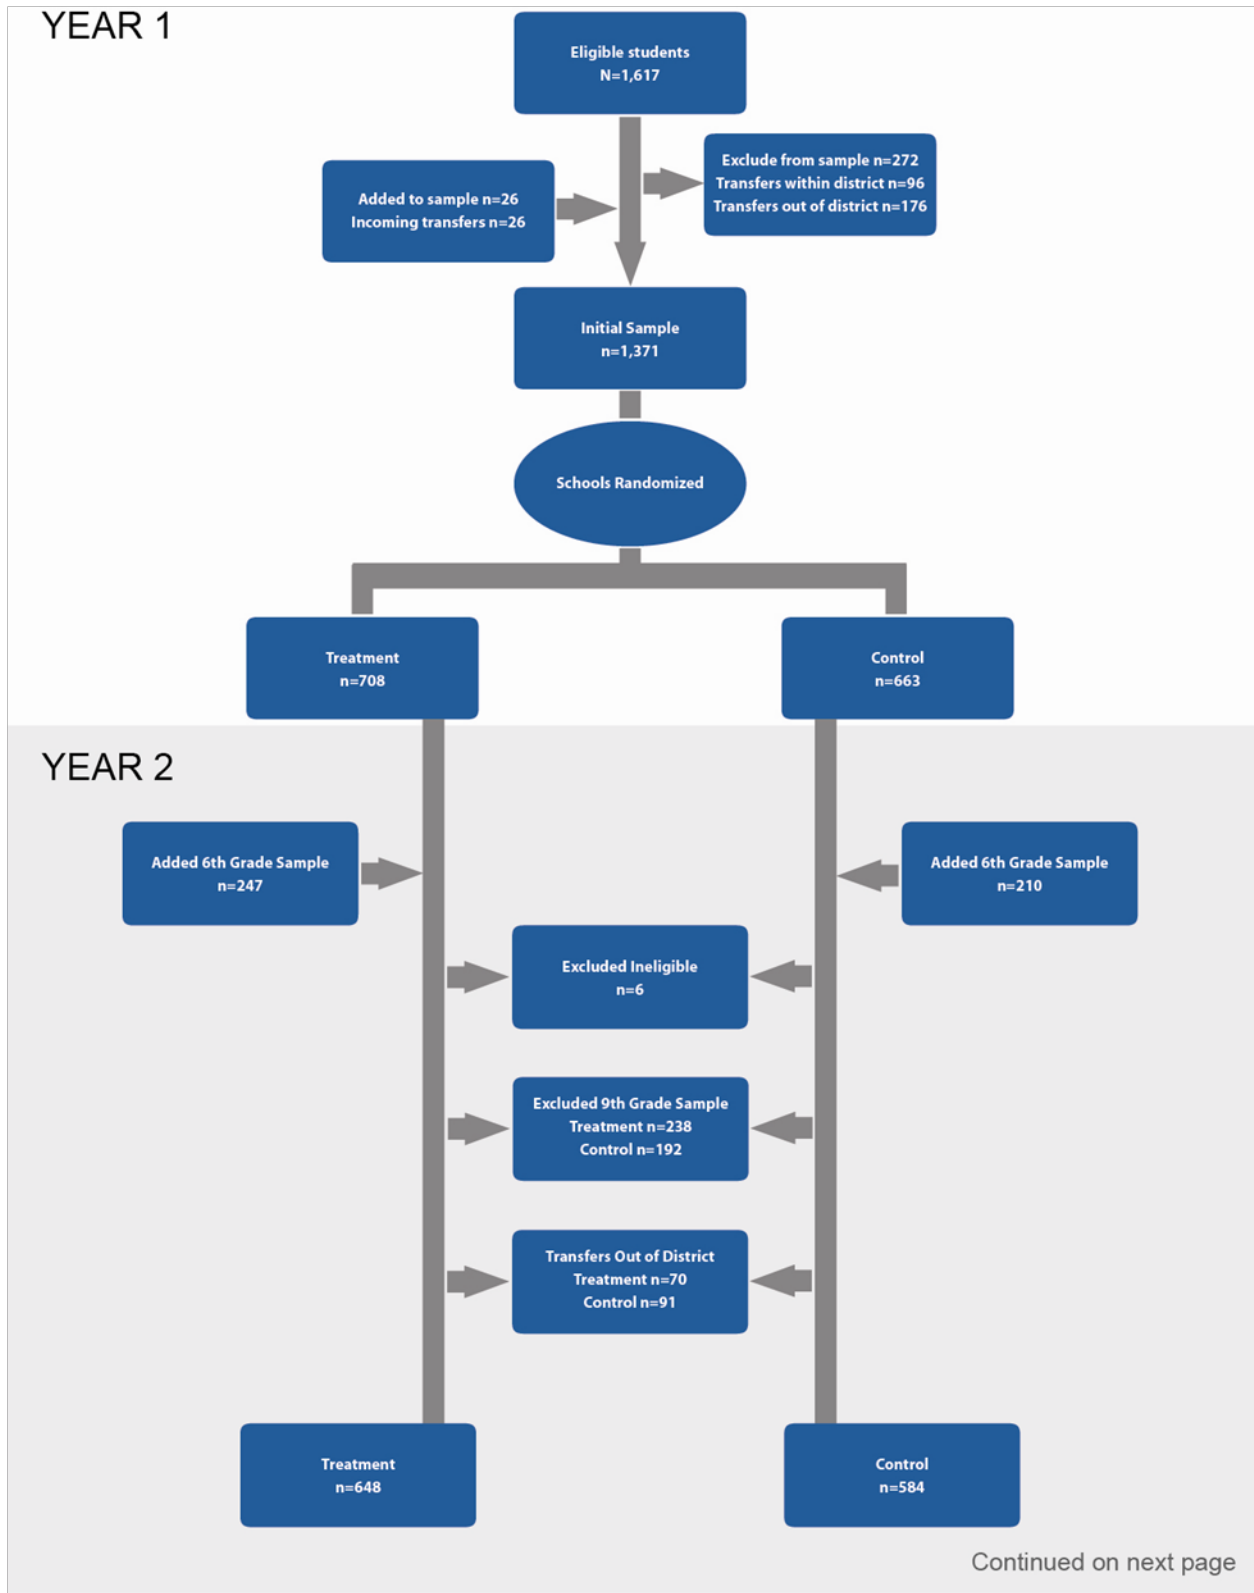 YEAR 1
Eligible students
N=1,617
Exclude from sample n=272
Transfers within district n=96
Transfers out of district n=176
Added to sample n=26
Incoming transfers n=26
Initial Sample
n=1,371
Schools Randomized
Treatment
n=708
Control
n=663
YEAR 2
Added 6th Grade Sample
n=247
Added 6th Grade Sample
n=210
Excluded Ineligible
n=6
Excluded 9th Grade Sample
Treatment n=238
Control n=192
Transfers Out of District
Treatment n=70
Control n=91
Treatment
n=648
Control
n=584
Continued on next page